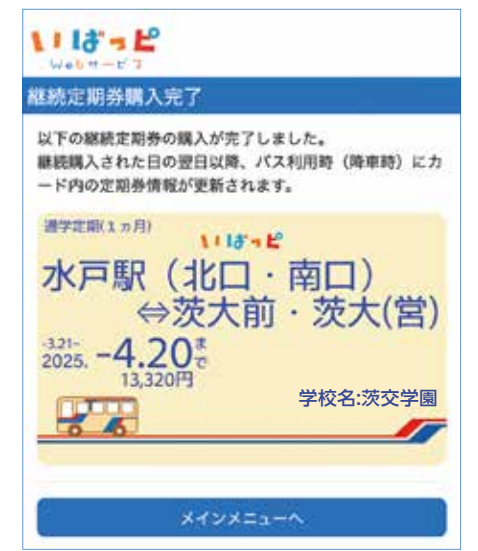 いばっピ
Webサービス
継続定期券購入完了
以下の継続定期券の購入が完了しました。
継続購入された日の翌日以降、バス利用時（降車時）にカ
ード内の定期券情報が更新されます。
通学定期(1ヵ月)
いばっピ
水戸駅（北口・南口）
⇔茨大前・茨大(営)
-3.21-
2025. -4.20まで
13,320円
学校名:茨交学園
メインメニューへ